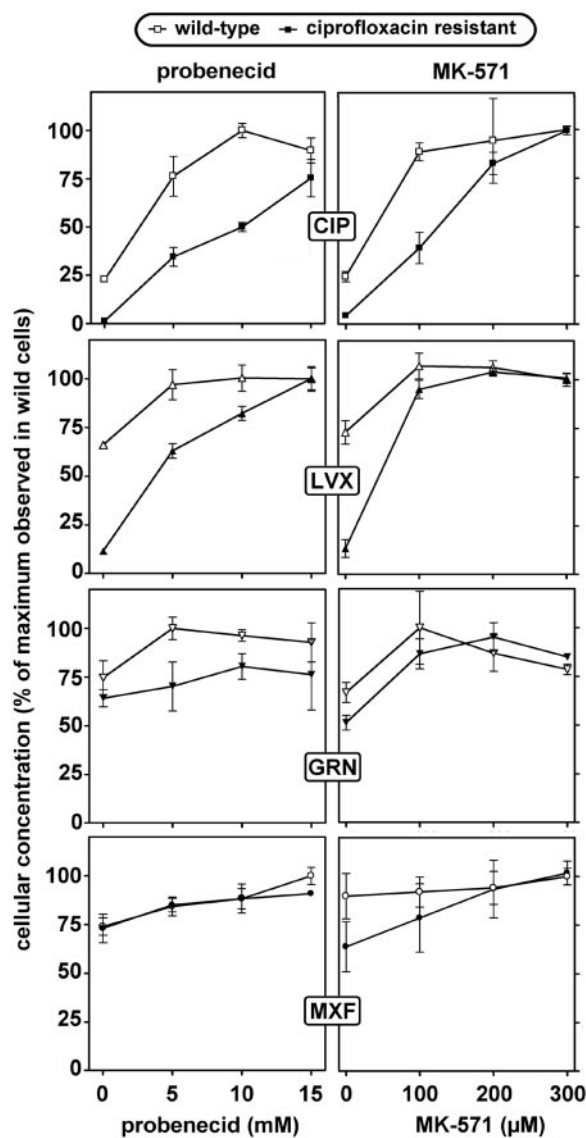 wild-type ciprofloxacin resistant
probenecid MK-571
cellular concentration (% of maximum observed in wild cells)
100
75
50
25
0
CIP
100
75
50
25
0
LVX
100
75
50
25
0
GRN
100
75
50
25
0
MXF
0 5 10 15 0 100 200 300
probenecid (mM) MK-571 (µM)